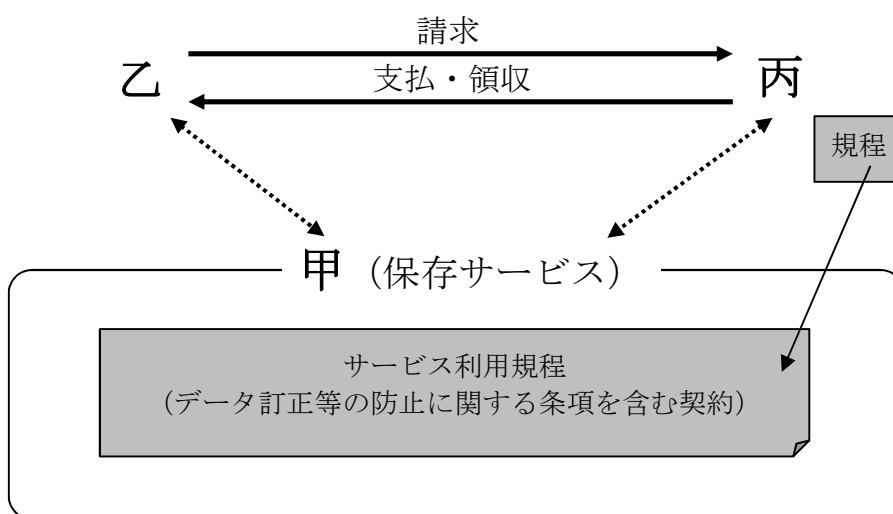 請求
乙
支払・領収
丙
規程
甲（保存サービス）
サービス利用規程
（データ訂正等の防止に関する条項を含む契約）